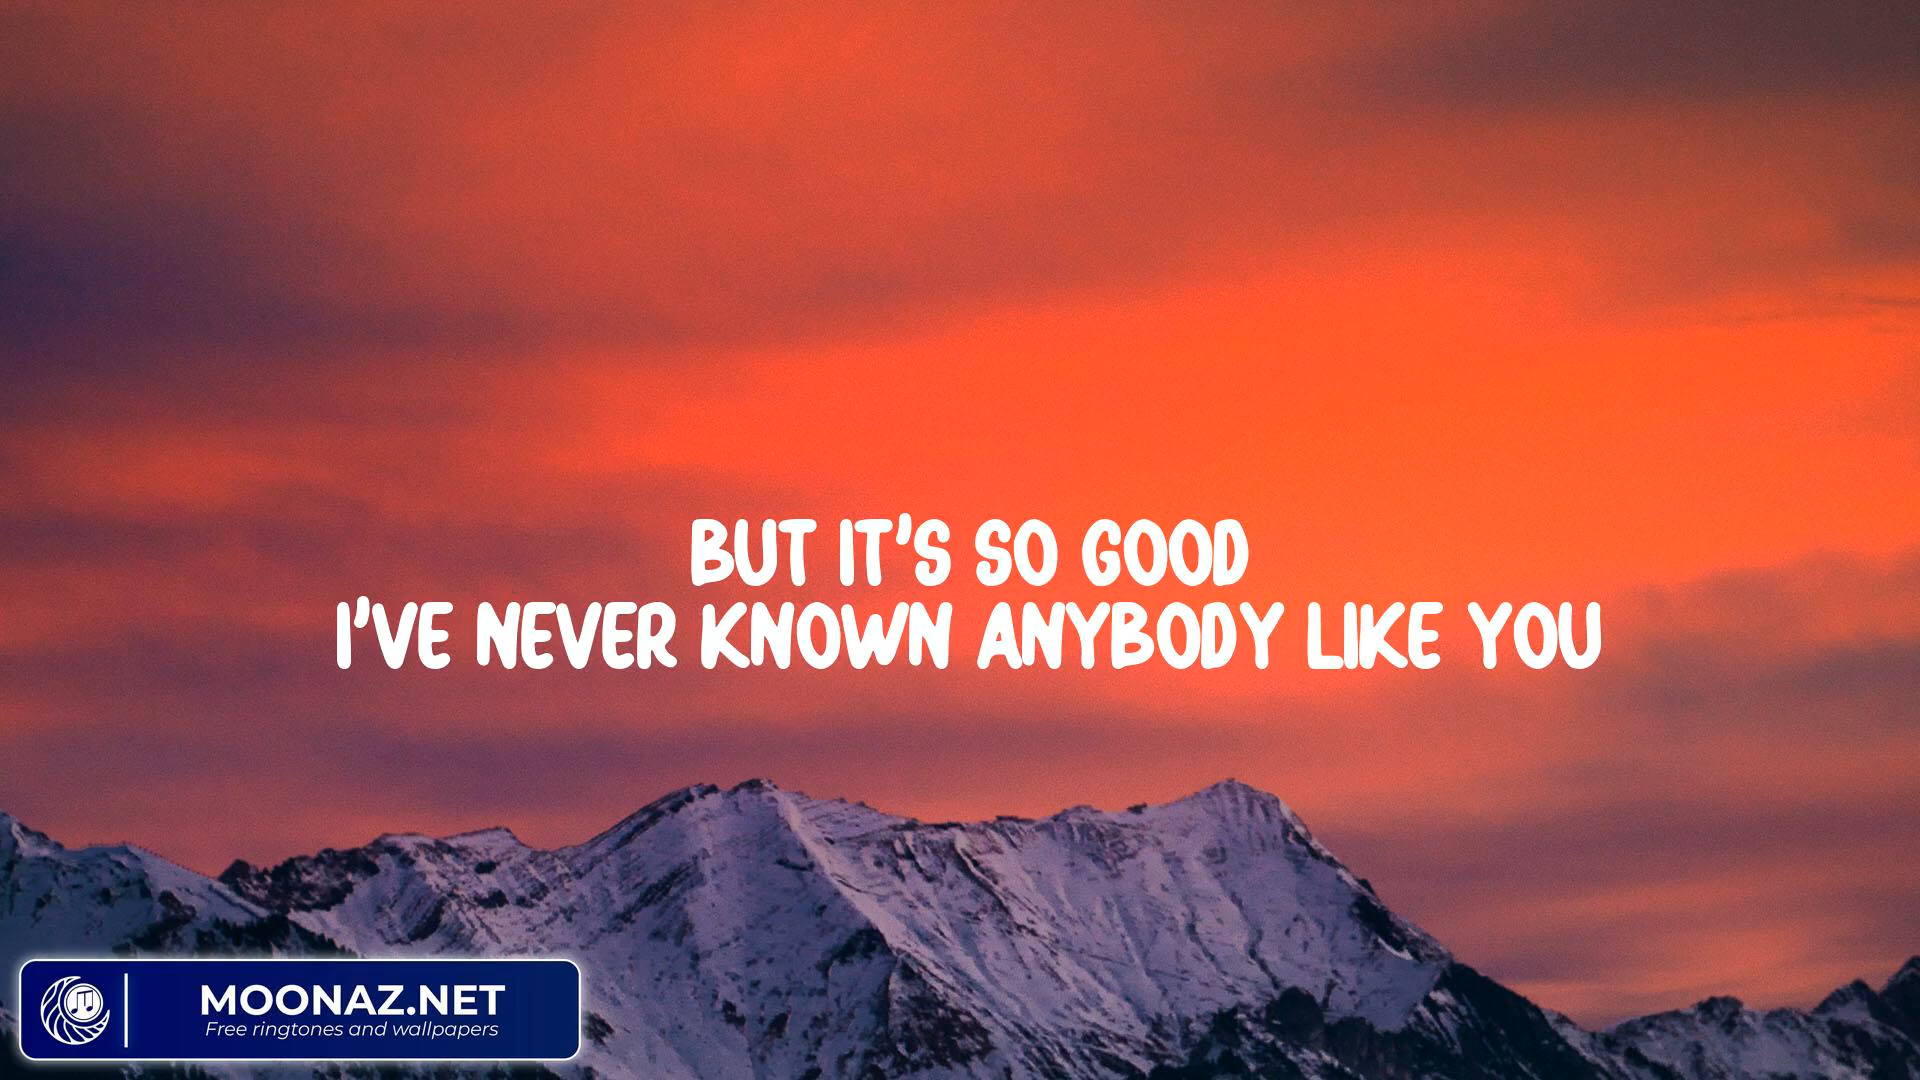 BUT IT'S SO GOOD
I'VE NEVER KNOWN ANYBODY LIKE YOU
MOONAZ.NET
Free ringtones and wallpapers